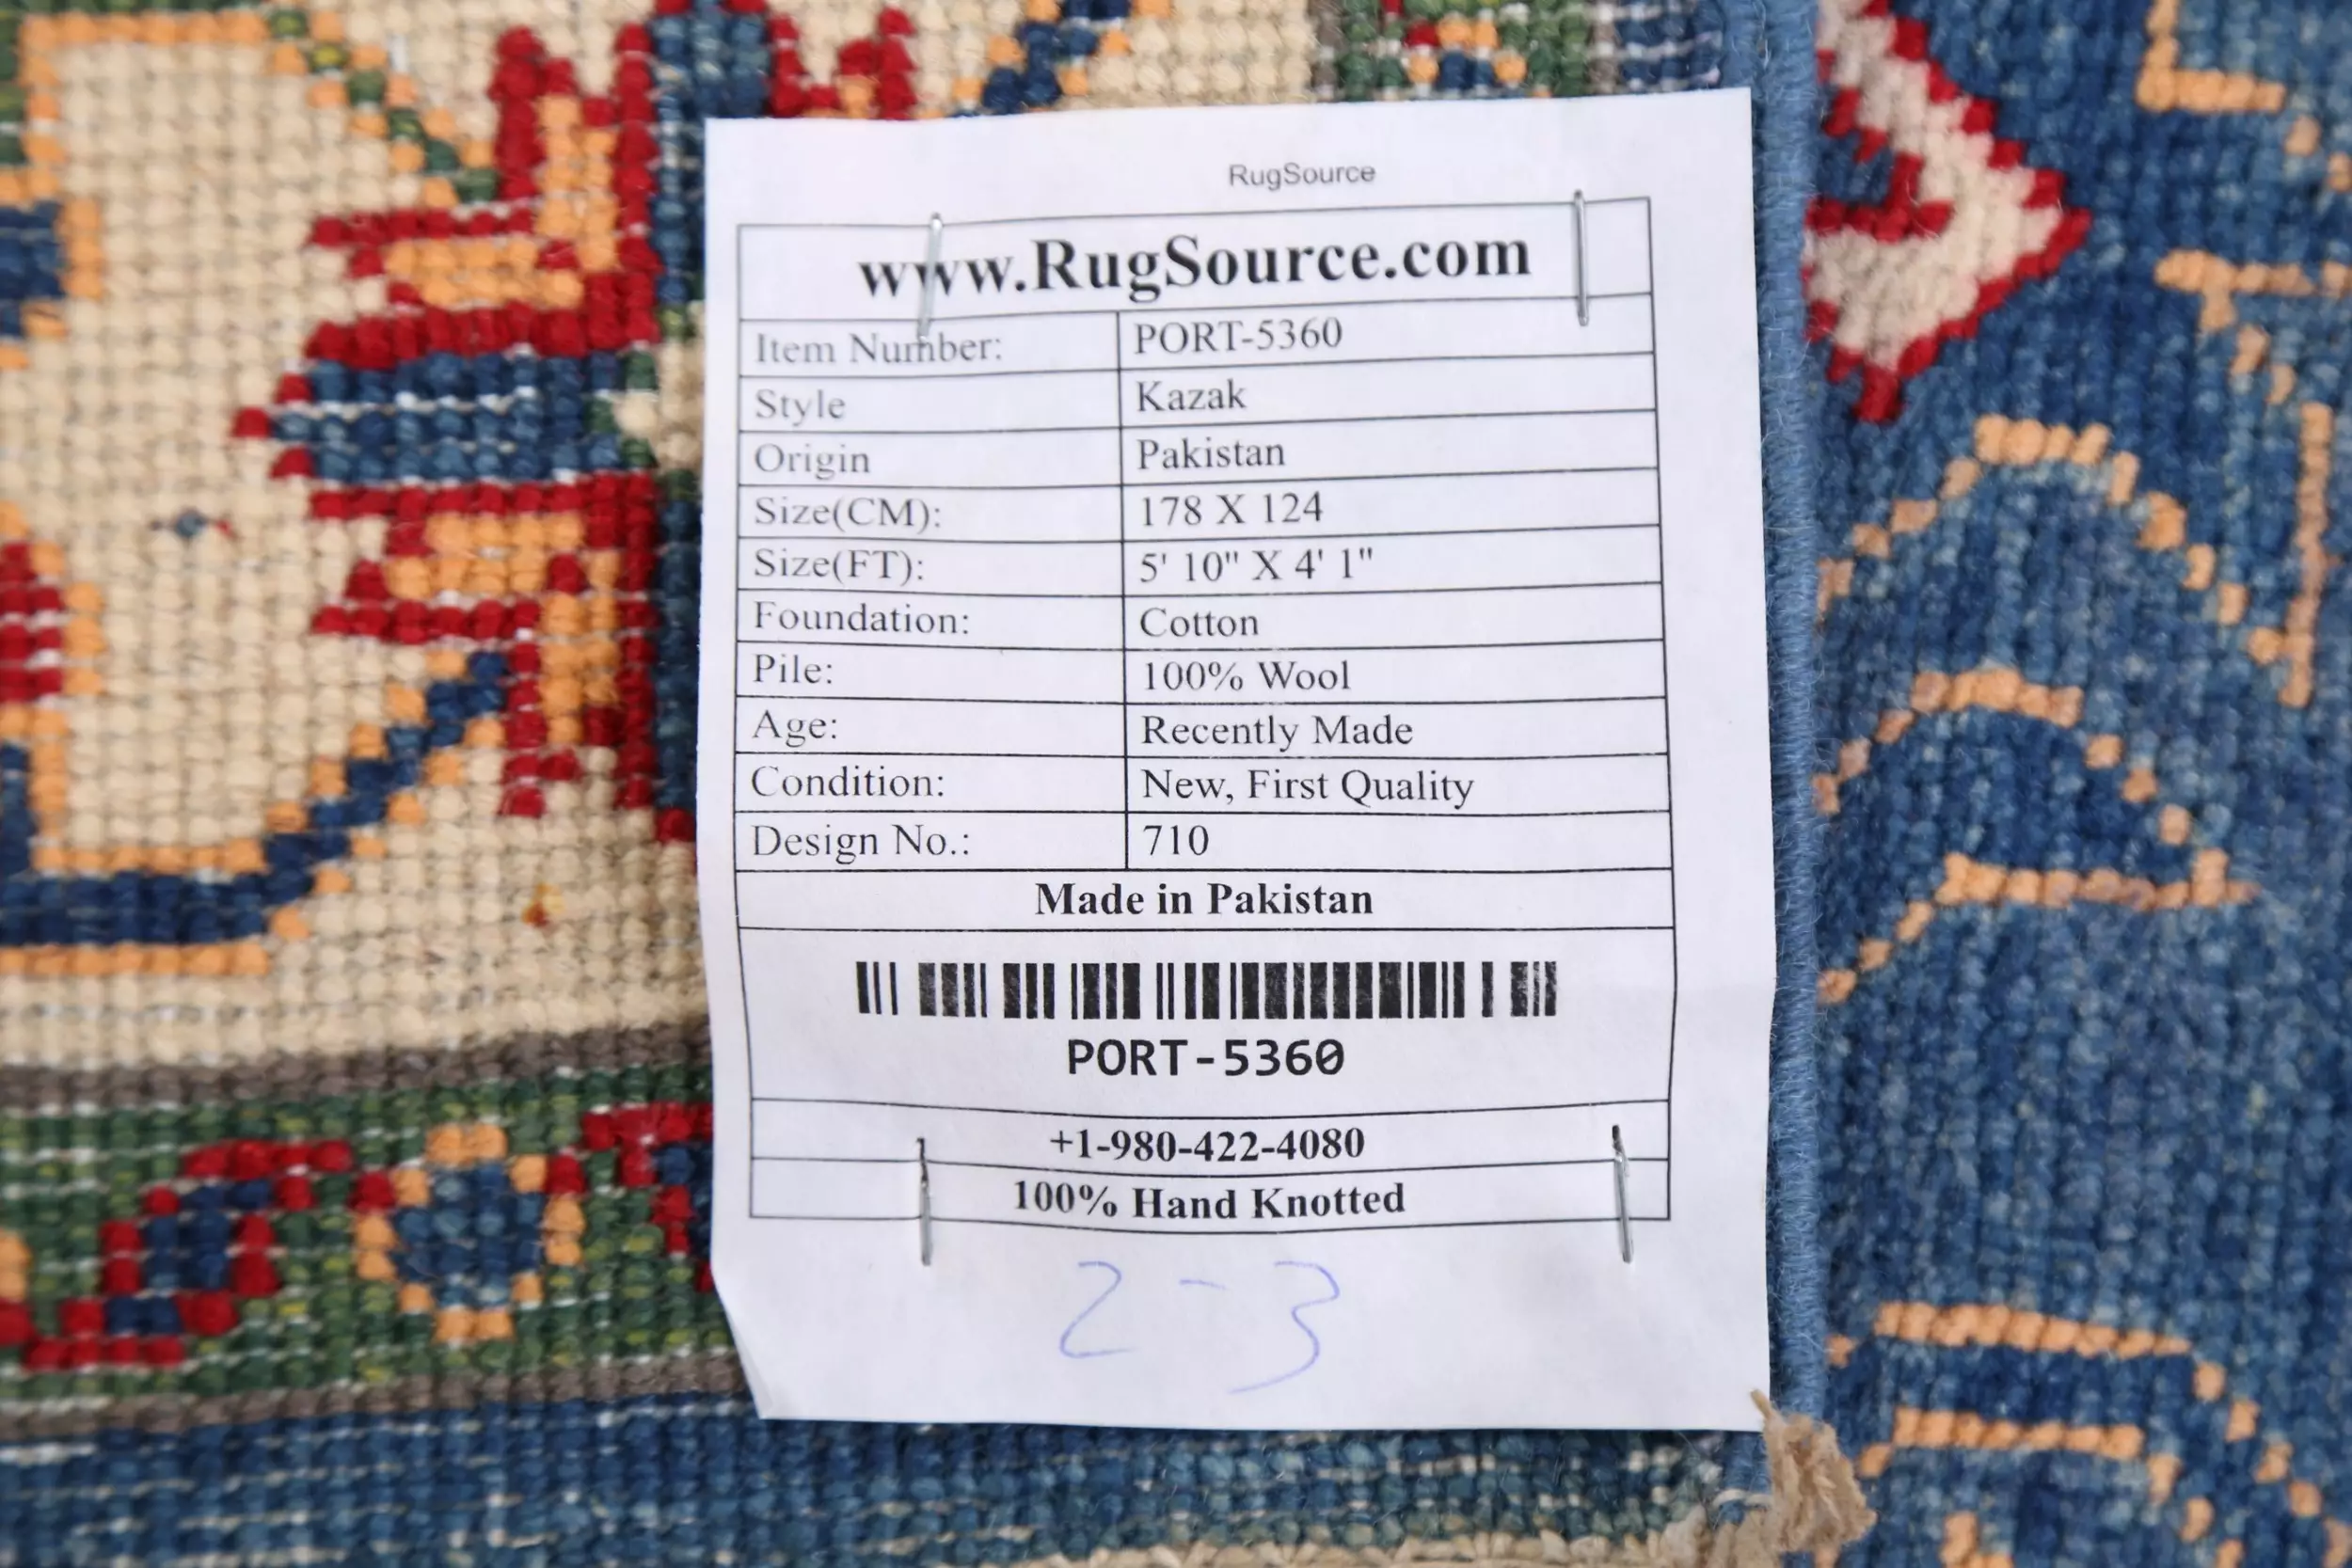 RugSource
www.RugSource.com
Item Number: PORT-5360
Style Kazak
Origin Pakistan
Size(CM): 178 X 124
Size(FT): 5' 10" X 4' 1"
Foundation: Cotton
Pile: 100% Wool
Age: Recently Made
Condition: New, First Quality
Design No.: 710
Made in Pakistan
PORT-5360
+1-980-422-4080
100% Hand Knotted
2-3